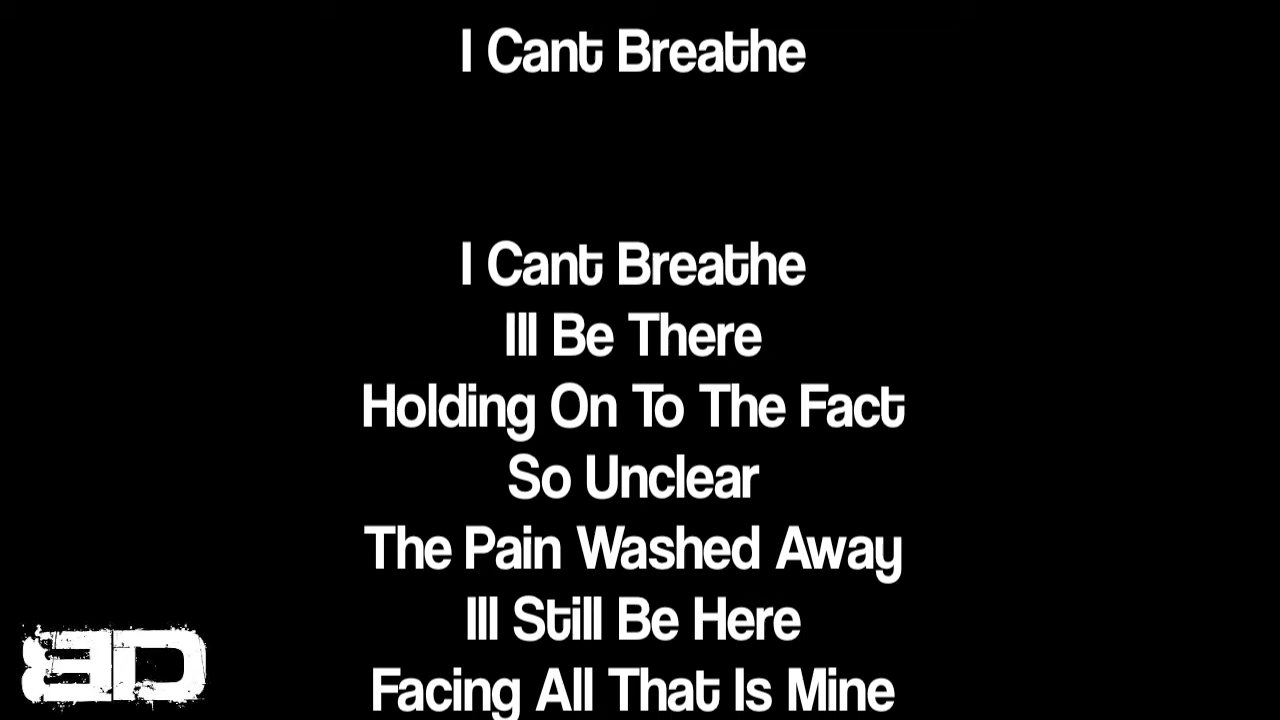 I Cant Breathe
I Cant Breathe
Ill Be There
Holding On To The Fact
So Unclear
The Pain Washed Away
Ill Still Be Here
Facing All That Is Mine